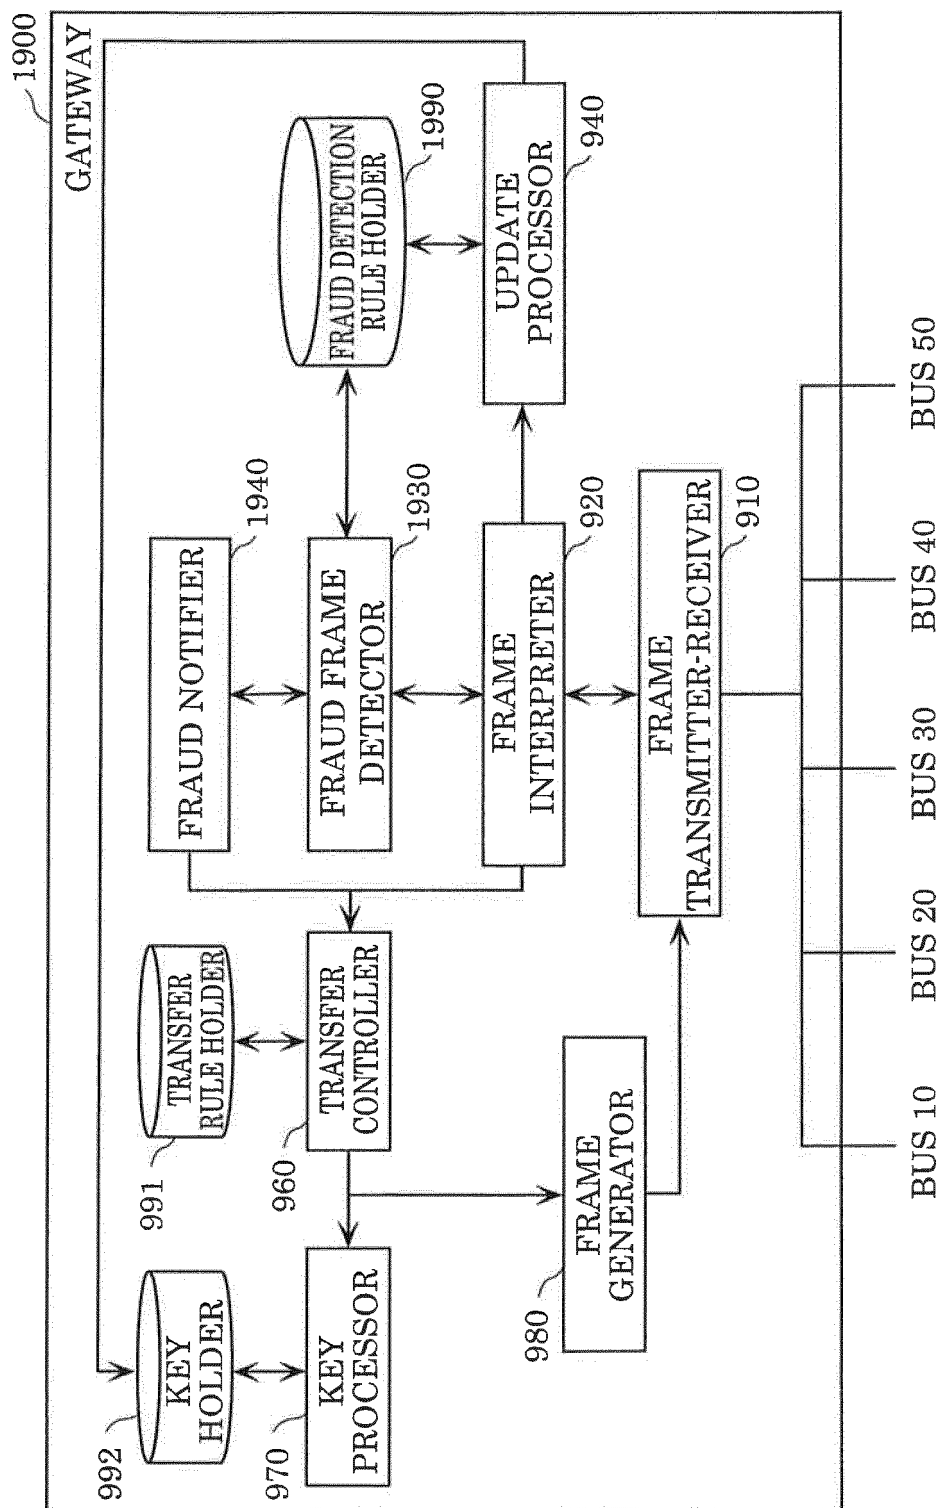 1900
GATEWAY
992
KEY
HOLDER
991
TRANSFER
RULE HOLDER
FRAUD NOTIFIER
1940
FRAUD DETECTION
RULE HOLDER
1990
970
KEY
PROCESSOR
960
TRANSFER
CONTROLLER
FRAUD FRAME
DETECTOR
1930
FRAME
INTERPRETER
920
UPDATE
PROCESSOR
940
980
FRAME
GENERATOR
FRAME
TRANSMITTER-RECEIVER
910
BUS 10
BUS 20
BUS 30
BUS 40
BUS 50